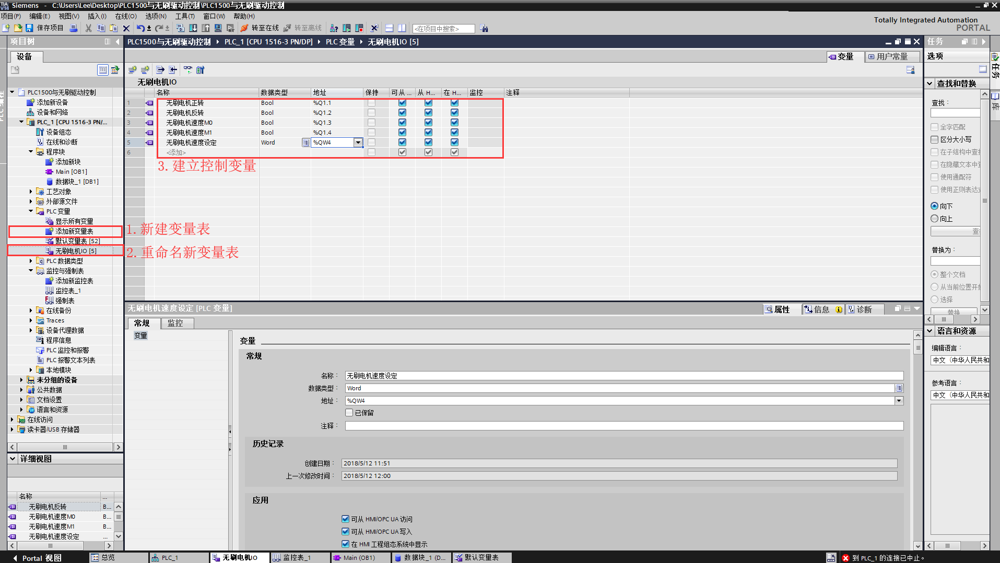 TIA V14 Siemens - C:\Users\Lee\Desktop\PLC1500与无刷驱动控制\PLC1500与无刷驱动控制
项目(P) 编辑(E) 视图(V) 插入(I) 在线(O) 选项(N) 工具(T) 窗口(W) 帮助(H)
保存项目 转至在线 转至离线 <在项目中搜索>
Totally Integrated Automation
PORTAL
项目树
PLC1500与无刷驱动控制 PLC_1 [CPU 1516-3 PN/DP] PLC 变量 无刷电机IO [5]
任务
设备
变量 用户常量
选项
无刷电机IO
名称 数据类型 地址 保持 可从 ... 从 H... 在 H... 监控 注释
1 无刷电机正转 Bool %Q1.1
2 无刷电机反转 Bool %Q1.2
3 无刷电机速度M0 Bool %Q1.3
4 无刷电机速度M1 Bool %Q1.4
5 无刷电机速度设定 Word %QW4
6 <添加>
3.建立控制变量
1.新建变量表
2.重命名新变量表
PLC1500与无刷驱动控制
添加新设备
设备和网络
PLC_1 [CPU 1516-3 PN/...
设备组态
在线和诊断
程序块
添加新块
Main [OB1]
数据块_1 [DB1]
工艺对象
外部源文件
PLC 变量
显示所有变量
添加新变量表
默认变量表 [52]
无刷电机IO [5]
PLC 数据类型
监控与强制表
添加新监控表
监控表_1
强制表
在线备份
Traces
设备代理数据
程序信息
PLC 监控和报警
PLC 报警文本列表
本地模块
未分组的设备
公共数据
文档设置
语言和资源
在线访问
读卡器/USB 存储器
详细视图
名称 ...
无刷电机反转 B...
无刷电机速度M0 B...
无刷电机速度M1 B...
无刷电机速度设定 ...
无刷电机速度设定 [PLC 变量]
属性 信息 诊断
常规 监控
变量
变量
常规
名称： 无刷电机速度设定
数据类型： Word
地址： %QW4
已保留
注释：
历史记录
创建日期： 2018/5/12 11:51
上一次修改时间： 2018/5/12 12:00
应用
可从 HMI/OPC UA 访问
可从 HMI/OPC UA 写入
在 HMI 工程组态系统中显示
查找和替换
查找：
全字匹配
区分大小写
在子结构中查找
在隐藏文本中查
使用通配符
使用正则表达式
向下
向上
查
替换为：
整个文档
从当前位置开始
选择
替换
语言和资源
编辑语言：
中文（中华人民共和
参考语言：
中文（中华人民共和
任务
库
Portal 视图 总览 PLC_1 无刷电机IO 监控表_1 Main (OB1) 数据块_1 (D... 默认变量表
到 PLC_1 的连接已中止。